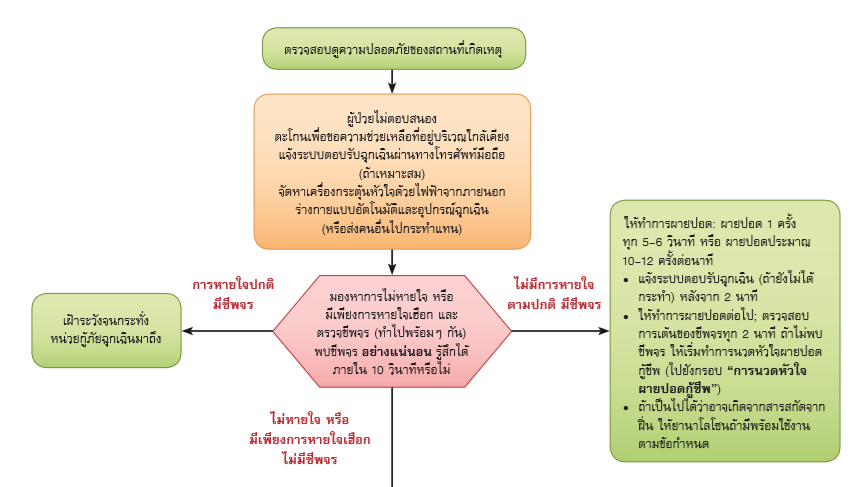 ตรวจสอบดูความปลอดภัยของสถานที่เกิดเหตุ
ผู้ป่วยไม่ตอบสนอง
ตะโกนเพื่อขอความช่วยเหลือที่อยู่บริเวณใกล้เคียง
แจ้งระบบตอบรับฉุกเฉินผ่านทางโทรศัพท์มือถือ
(ถ้าเหมาะสม)
จัดหาเครื่องกระตุ้นหัวใจด้วยไฟฟ้าจากภายนอก
ร่างกายแบบอัตโนมัติและอุปกรณ์ฉุกเฉิน
(หรือส่งคนอื่นไปกระทำแทน)
การหายใจปกติ
มีชีพจร
เฝ้าระวังจนกระทั่ง
หน่วยกู้ภัยฉุกเฉินมาถึง
มองหาการไม่หายใจ หรือ
มีเพียงการหายใจเฮือก และ
ตรวจชีพจร (ทำไปพร้อมๆ กัน)
พบชีพจร อย่างแน่นอน รู้สึกได้
ภายใน 10 วินาทีหรือไม่
ไม่มีการหายใจ
ตามปกติ มีชีพจร
ให้ทำการผายปอด: ผายปอด 1 ครั้ง
ทุก 5-6 วินาที หรือ ผายปอดประมาณ
10-12 ครั้งต่อนาที
• แจ้งระบบตอบรับฉุกเฉิน (ถ้ายังไม่ได้
กระทำ) หลังจาก 2 นาที
• ให้ทำการผายปอดต่อไป; ตรวจสอบ
การเต้นของชีพจรทุก 2 นาที ถ้าไม่พบ
ชีพจร ให้เริ่มทำการนวดหัวใจผายปอด
กู้ชีพ (ไปยังกรอบ “การนวดหัวใจ
ผายปอดกู้ชีพ”)
• ถ้าเป็นไปได้ว่าอาจเกิดจากสารสกัดจาก
ฝิ่น ให้ยานาโลโซนถ้ามีพร้อมใช้งาน
ตามข้อกำหนด
ไม่หายใจ หรือ
มีเพียงการหายใจเฮือก
ไม่มีชีพจร